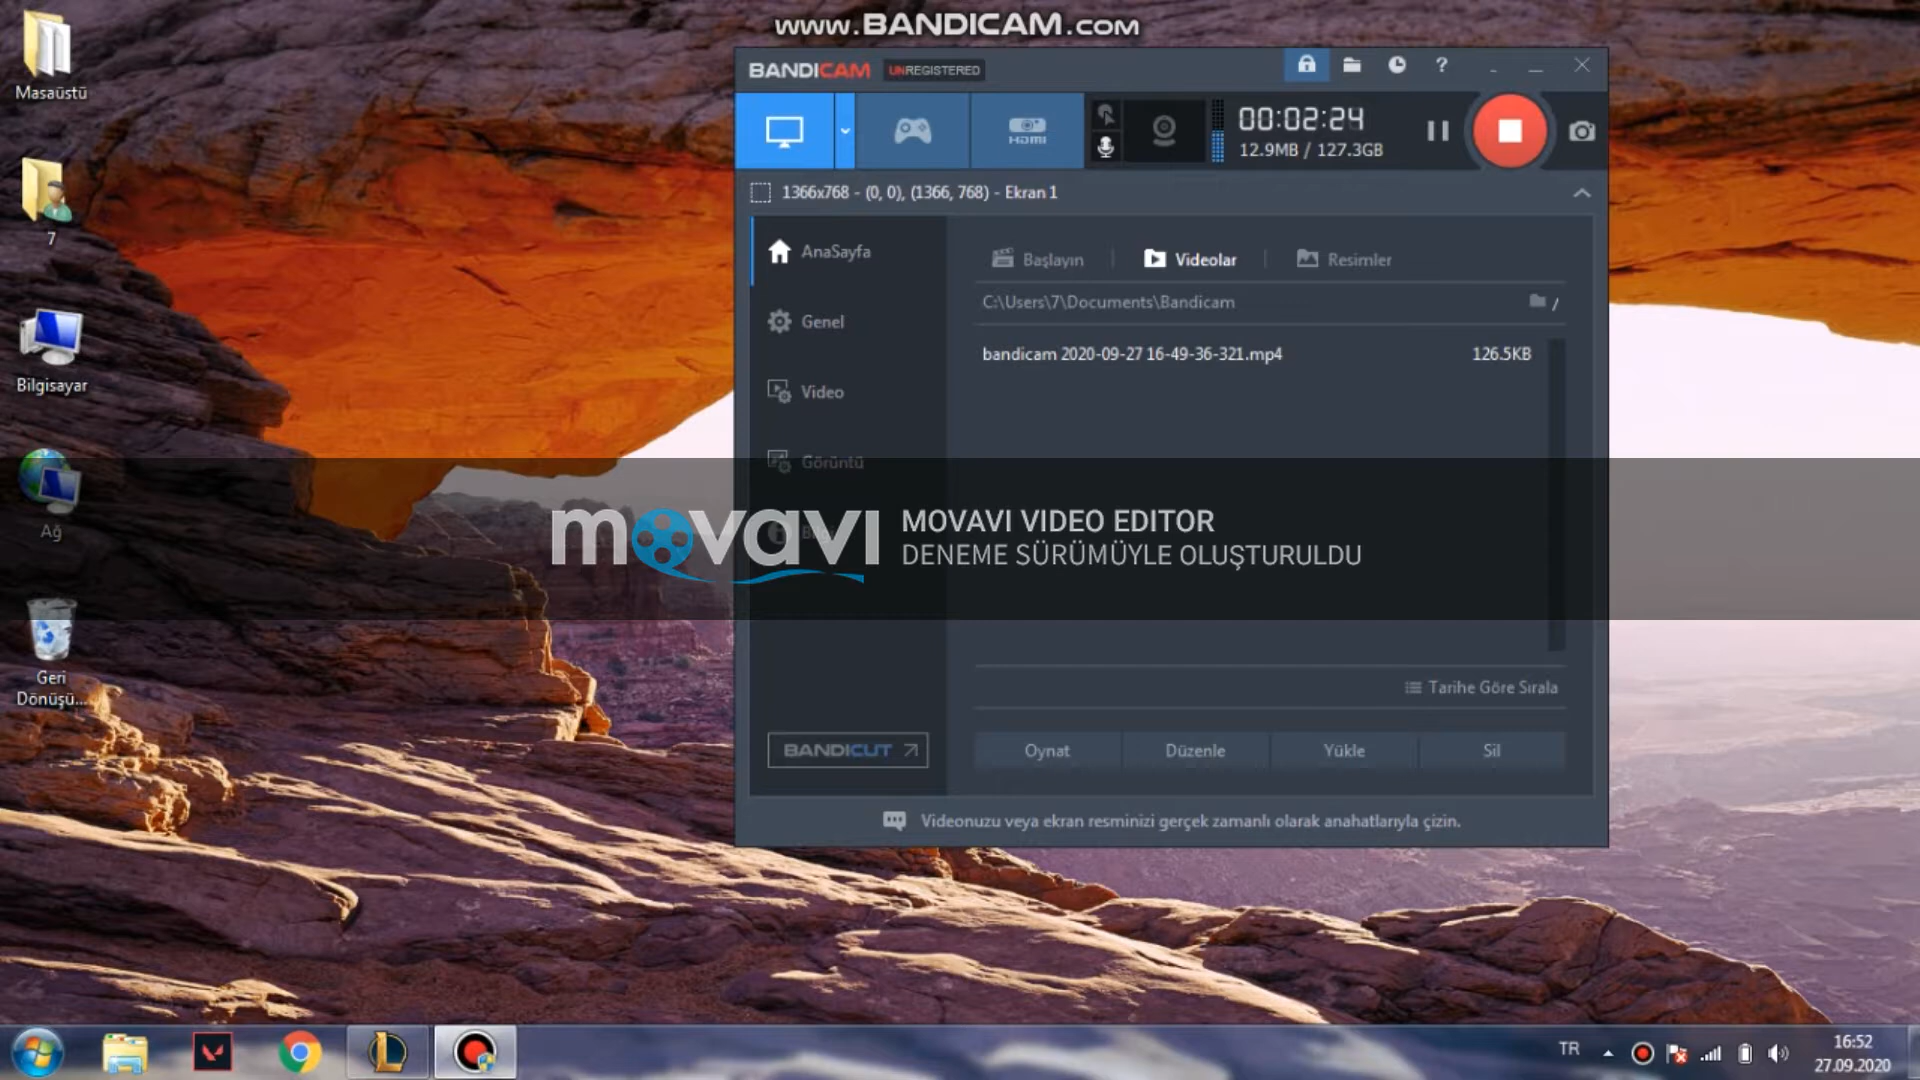 www.BANDICAM.COM
Masaüstü
7
Bilgisayar
Ağ
Geri
Dönüşü...
BANDICAM UNREGISTERED
?
HDMI
00:02:24
12.9MB / 127.3GB
1366x768 - (0, 0), (1366, 768) - Ekran 1
AnaSayfa
Genel
Video
Görüntü
Başlayın
Videolar
Resimler
C:\Users\7\Documents\Bandicam
/
bandicam 2020-09-27 16-49-36-321.mp4
126.5KB
movavi
MOVAVI VIDEO EDITOR
DENEME SÜRÜMÜYLE OLUŞTURULDU
Tarihe Göre Sırala
BANDICUT
Oynat
Düzenle
Yükle
Sil
Videonuzu veya ekran resminizi gerçek zamanlı olarak anahatlarıyla çizin.
TR
16:52
27.09.2020